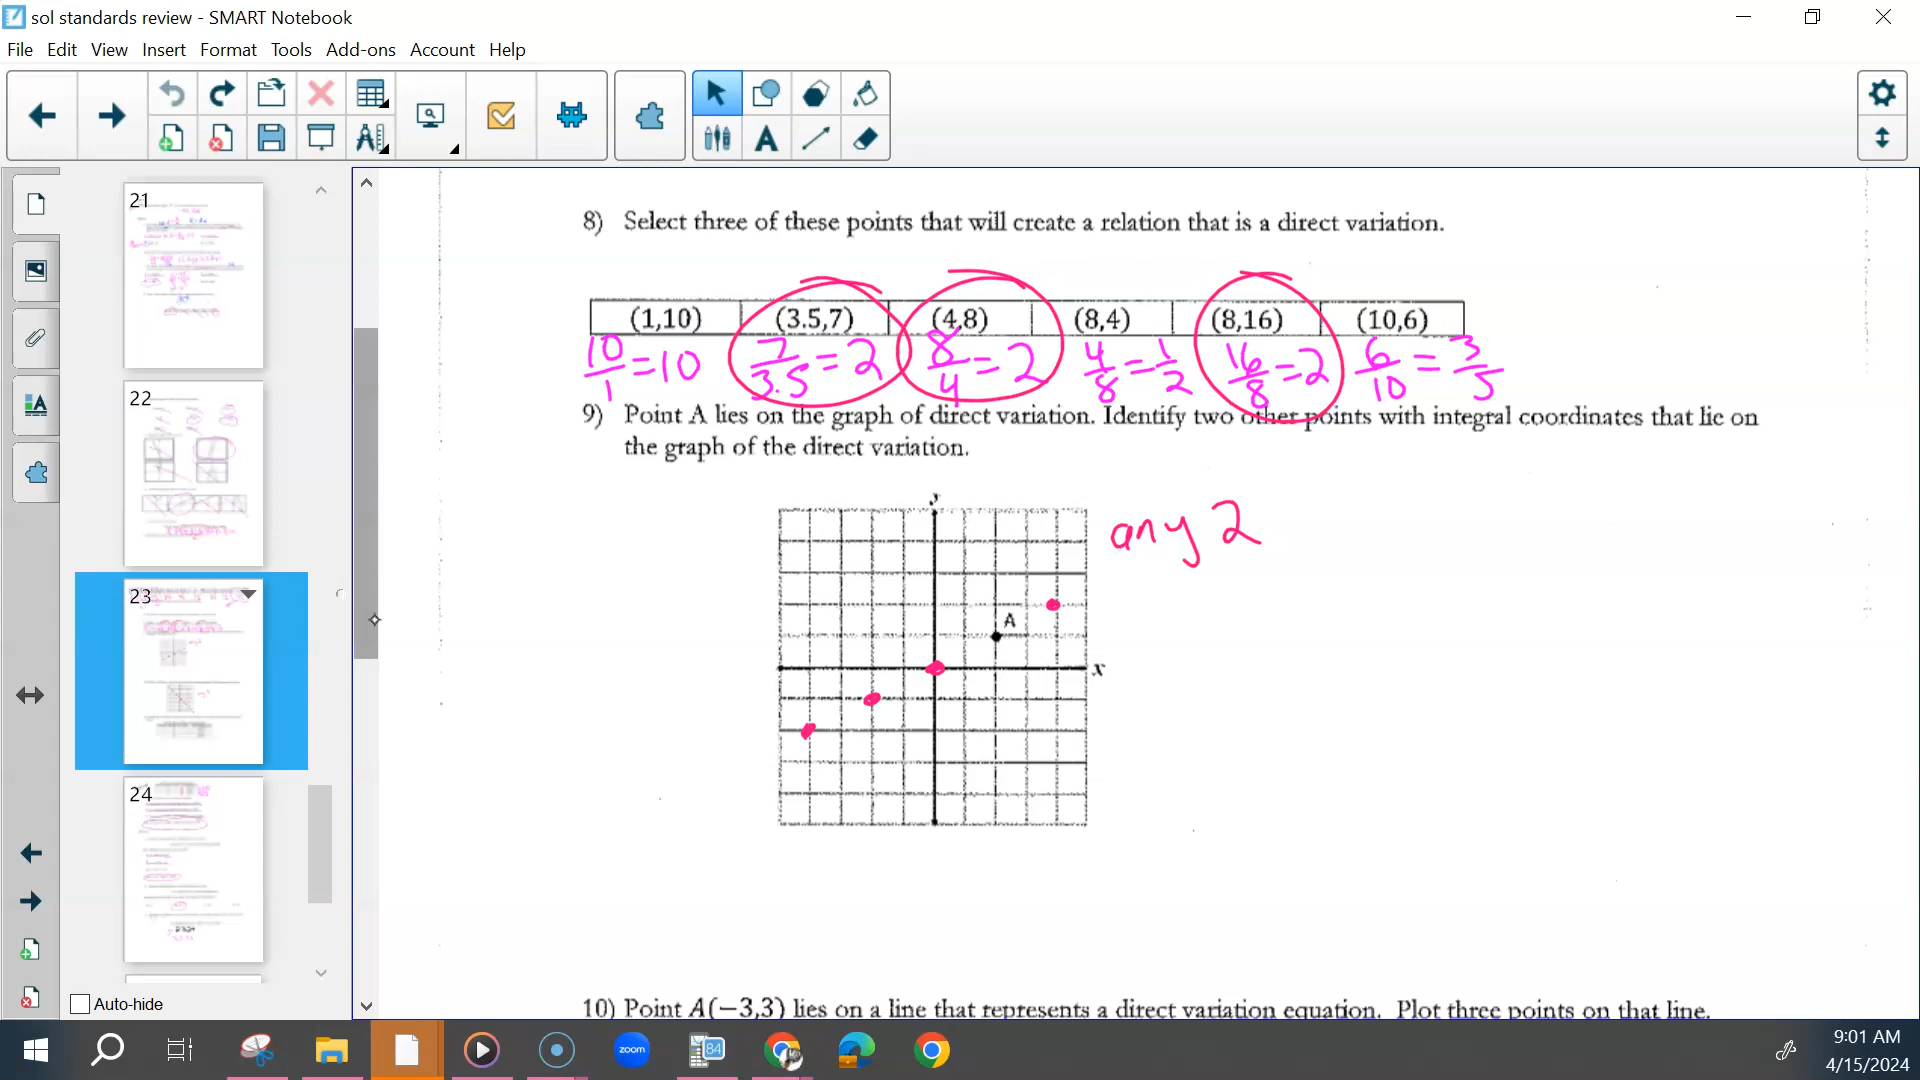 sol standards review - SMART Notebook
File Edit View Insert Format Tools Add-ons Account Help
21
22
23
24
Auto-hide
8) Select three of these points that will create a relation that is a direct variation.
(1,10) (3.5,7) (4,8) (8,4) (8,16) (10,6)
10/1 = 10 7/3.5 = 2 8/4 = 2 4/8 = 1/2 16/8 = 2 6/10 = 3/5
9) Point A lies on the graph of direct variation. Identify two other points with integral coordinates that lie on
the graph of the direct variation.
y
any 2
A
x
10) Point A(−3,3) lies on a line that represents a direct variation equation. Plot three points on that line.
zoom
84
9:01 AM
4/15/2024